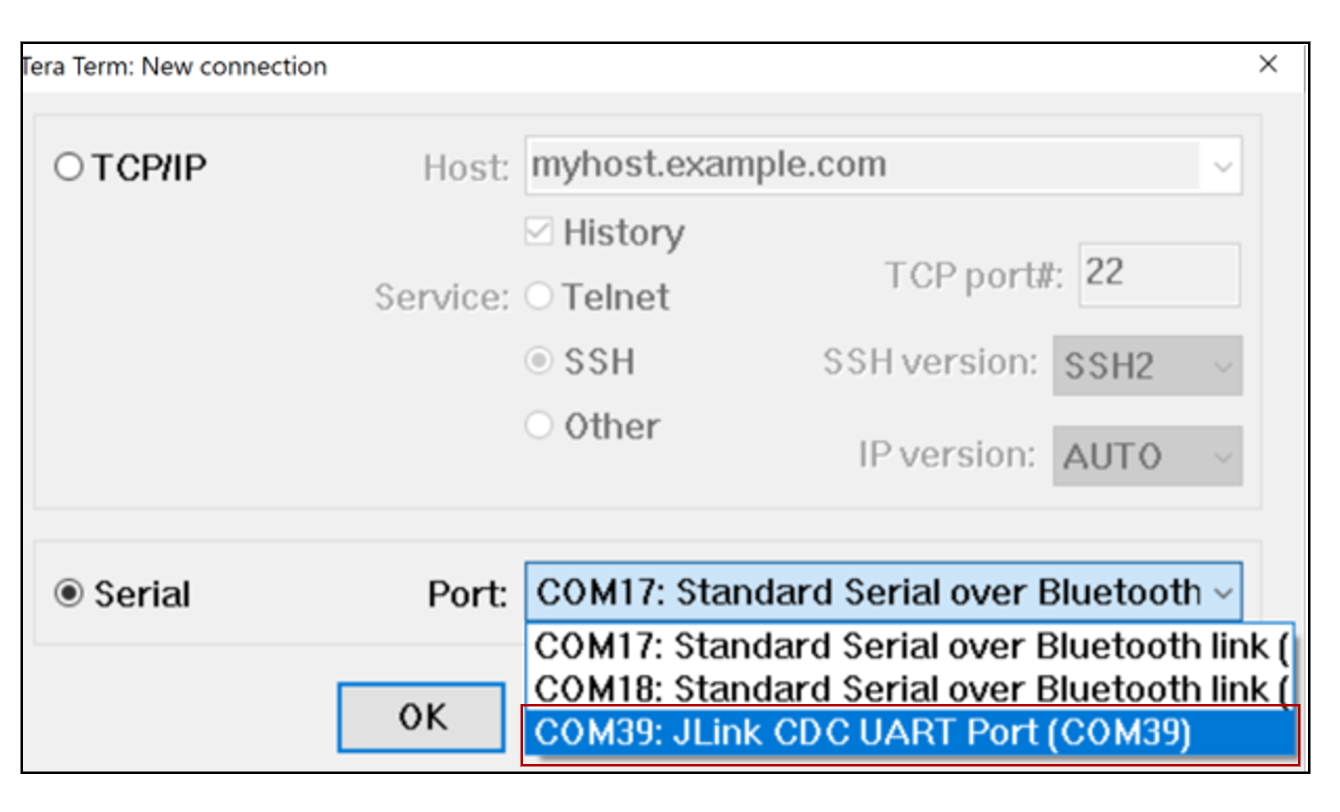 Tera Term: New connection
TCP/IP
Host: myhost.example.com
History
Service: Telnet
TCP port#: 22
SSH
SSH version: SSH2
Other
IP version: AUTO
Serial
Port: COM17: Standard Serial over Bluetooth
COM17: Standard Serial over Bluetooth link (
COM18: Standard Serial over Bluetooth link (
COM39: JLink CDC UART Port (COM39)
OK